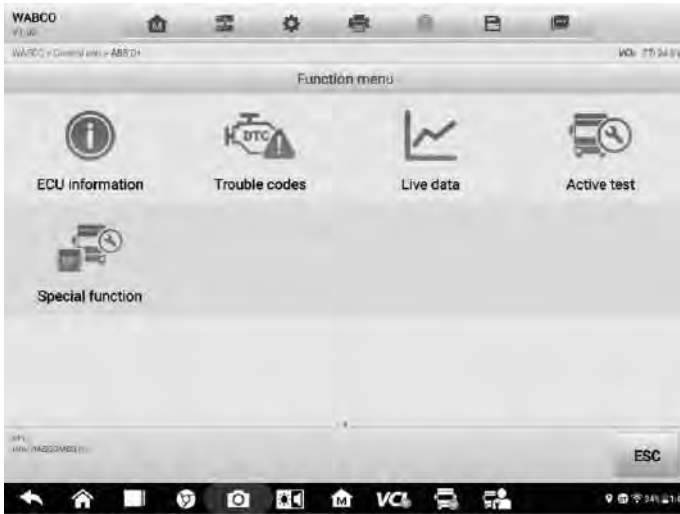 WABCO
Function menu
DTC
ECU information
Trouble codes
Live data
Active test
Special function
ESC
M
VCI